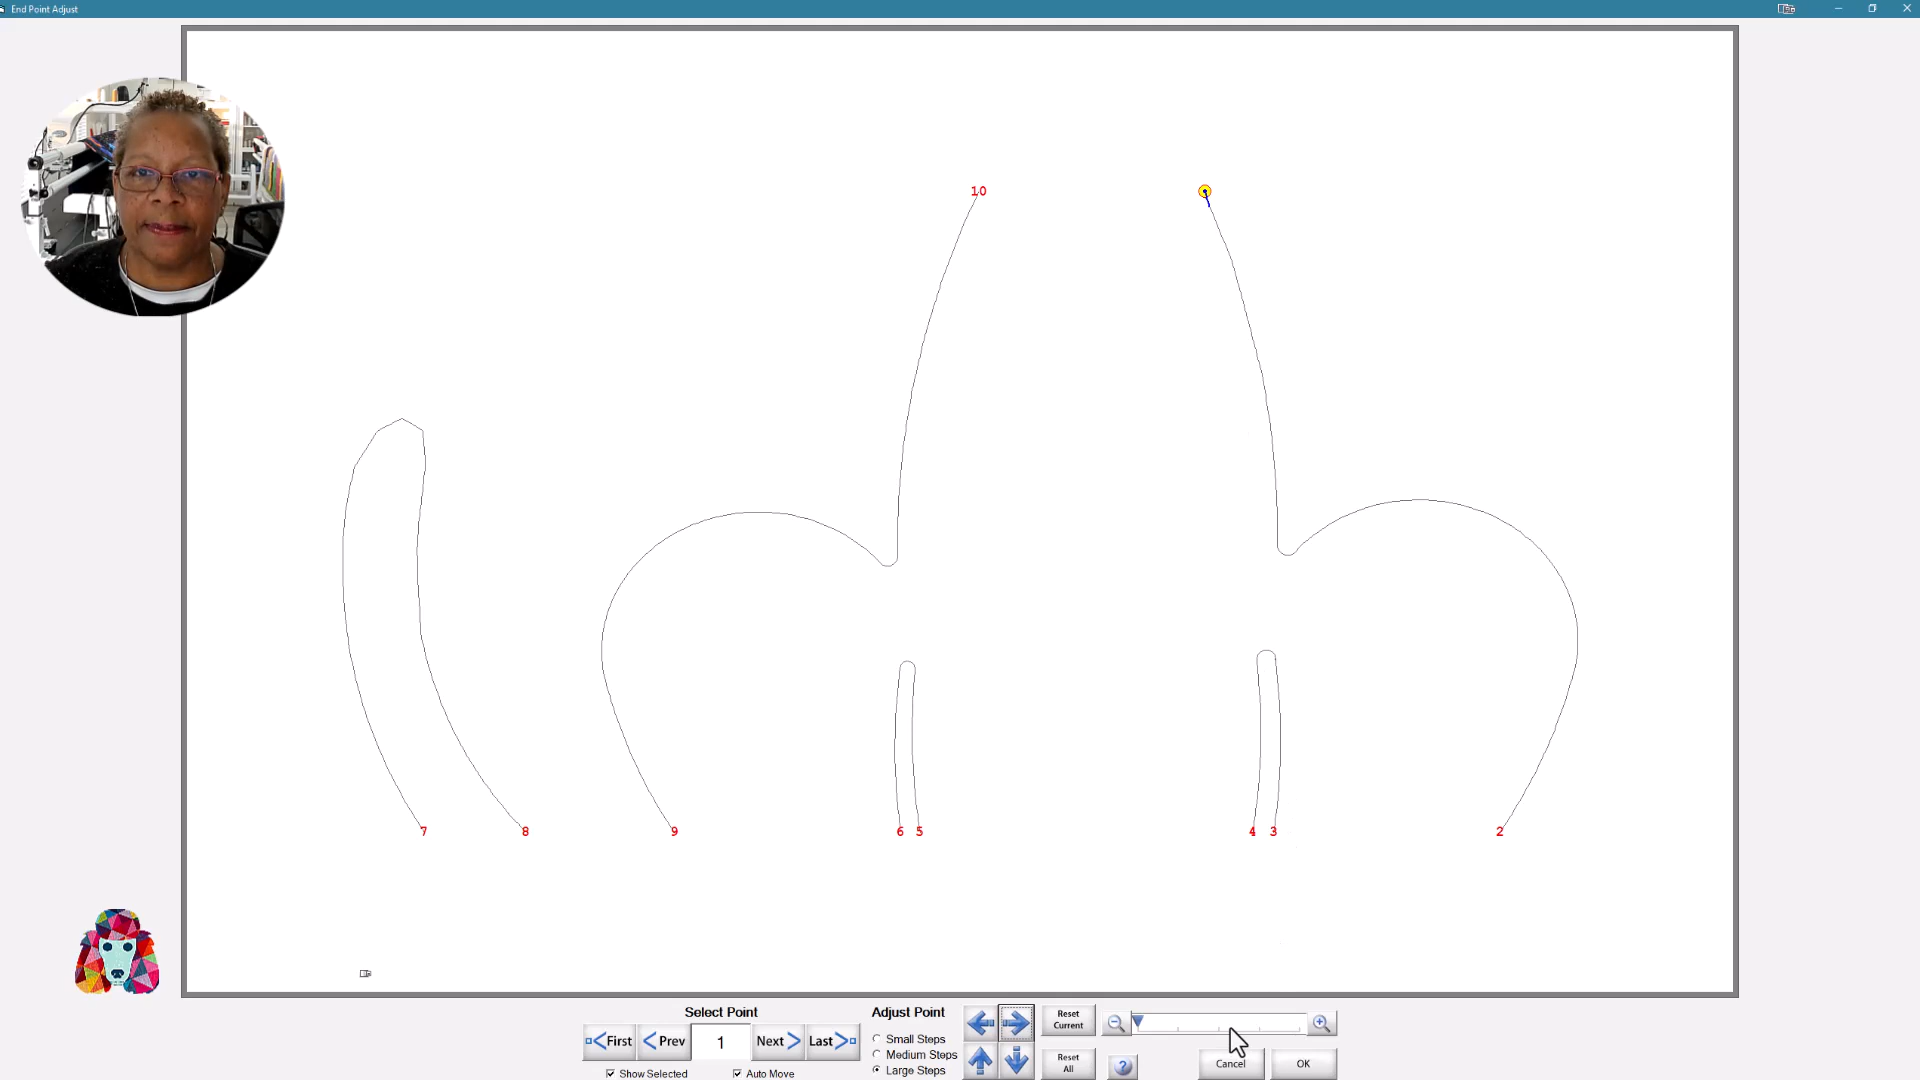 End Point Adjust
10
7
8
9
6
5
4
3
2
Select Point
First
Prev
1
Next
Last
Show Selected
Auto Move
Adjust Point
Small Steps
Medium Steps
Large Steps
Reset
Current
Reset
All
?
Cancel
OK